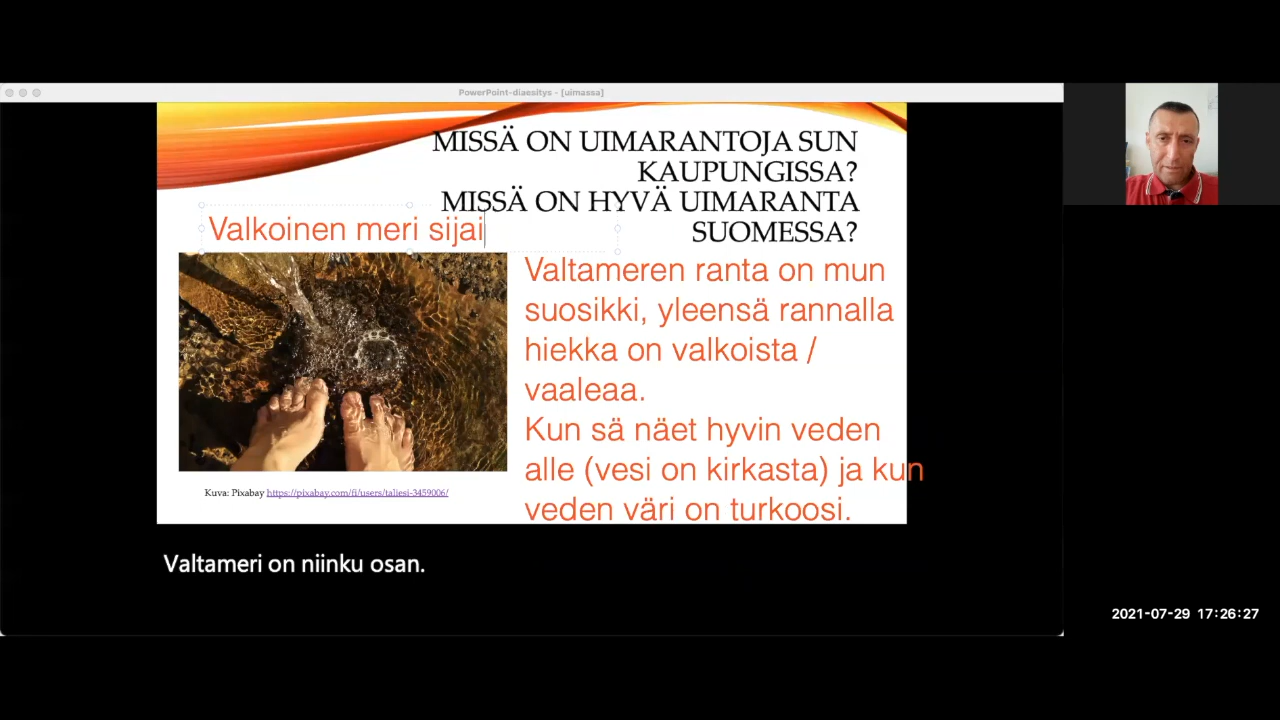 PowerPoint-diaesitys - [uimassa]
MISSÄ ON UIMARANTOJA SUN
KAUPUNGISSA?
MISSÄ ON HYVÄ UIMARANTA
SUOMESSA?
Valkoinen meri sijai
Valtameren ranta on mun
suosikki, yleensä rannalla
hiekka on valkoista /
vaaleaa.
Kun sä näet hyvin veden
alle (vesi on kirkasta) ja kun
veden väri on turkoosi.
Kuva: Pixabay https://pixabay.com/fi/users/taliesi-3459006/
Valtameri on niinku osan.
2021-07-29 17:26:27